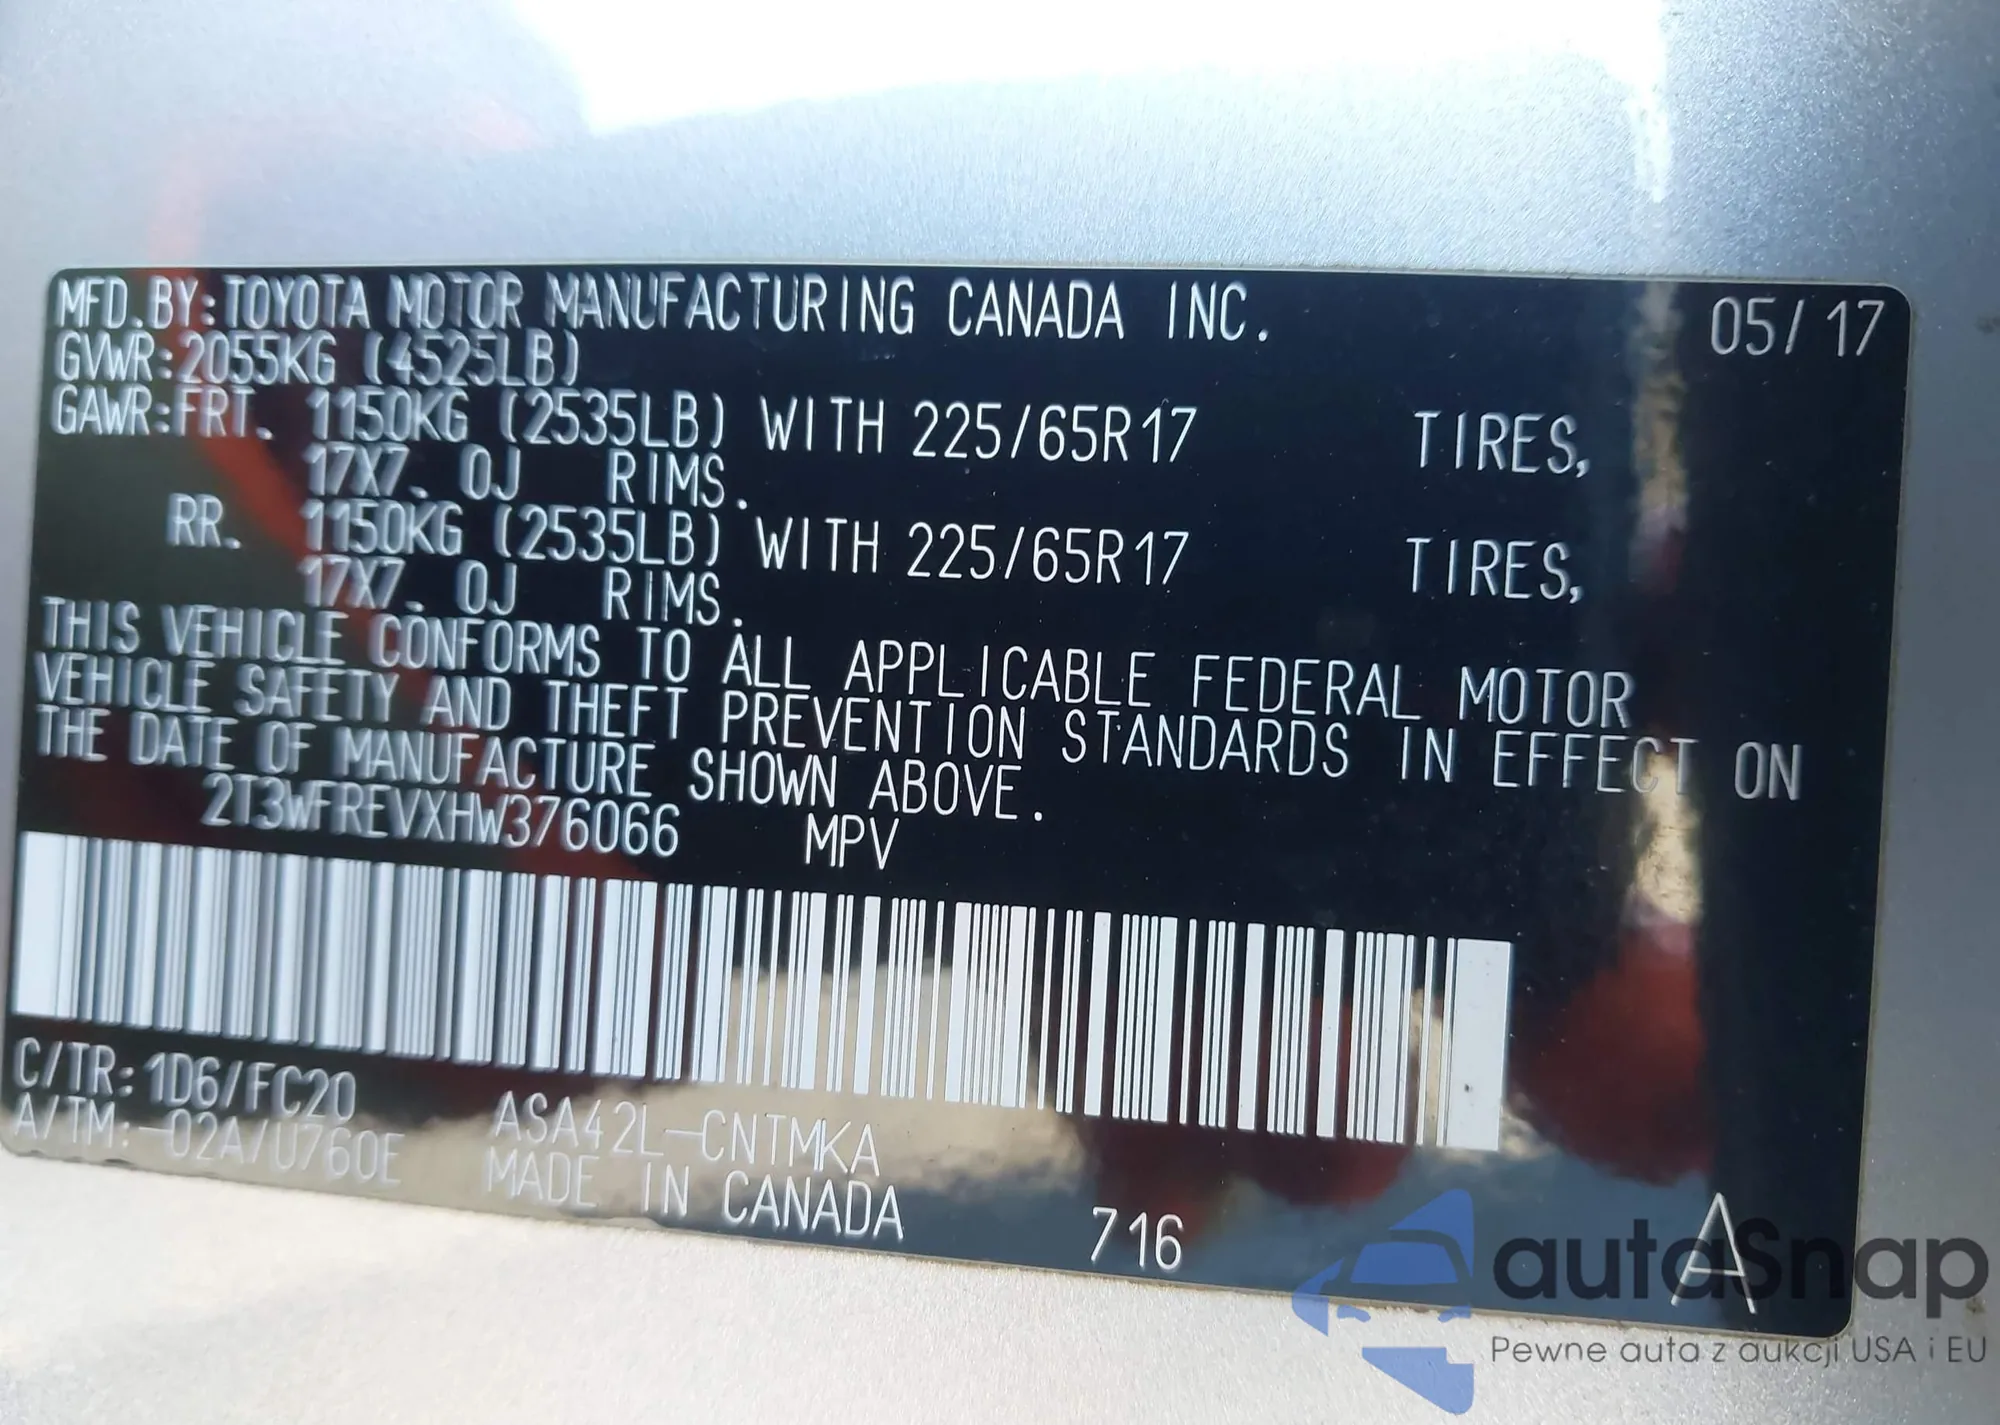 MFD. BY: TOYOTA MOTOR MANUFACTURING CANADA INC. 05/17
GVWR: 2055KG (4525LB)
GAWR: FRT. 1150KG (2535LB) WITH 225/65R17 TIRES,
17X7.0J RIMS.
RR. 1150KG (2535LB) WITH 225/65R17 TIRES,
17X7.0J RIMS.
THIS VEHICLE CONFORMS TO ALL APPLICABLE FEDERAL MOTOR
VEHICLE SAFETY AND THEFT PREVENTION STANDARDS IN EFFECT ON
THE DATE OF MANUFACTURE SHOWN ABOVE.
2T3WFREVXHW376066 MPV
C/TR: 1D6/FC20
A/TM: -02A/U760E
ASA42L-CNTMKA
MADE IN CANADA
716
A
autoSnap
Pewne auta z aukcji USA i EU